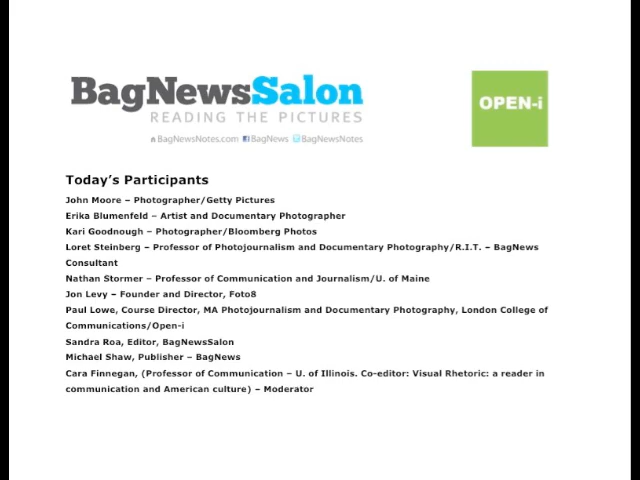 BagNewsSalon
READING THE PICTURES
BagNewsNotes.com BagNews BagNewsNotes
OPEN-i
Today's Participants
John Moore – Photographer/Getty Pictures
Erika Blumenfeld – Artist and Documentary Photographer
Kari Goodnough – Photographer/Bloomberg Photos
Loret Steinberg – Professor of Photojournalism and Documentary Photography/R.I.T. – BagNews
Consultant
Nathan Stormer – Professor of Communication and Journalism/U. of Maine
Jon Levy – Founder and Director, Foto8
Paul Lowe, Course Director, MA Photojournalism and Documentary Photography, London College of
Communications/Open-i
Sandra Roa, Editor, BagNewsSalon
Michael Shaw, Publisher – BagNews
Cara Finnegan, (Professor of Communication – U. of Illinois. Co-editor: Visual Rhetoric: a reader in
communication and American culture) – Moderator